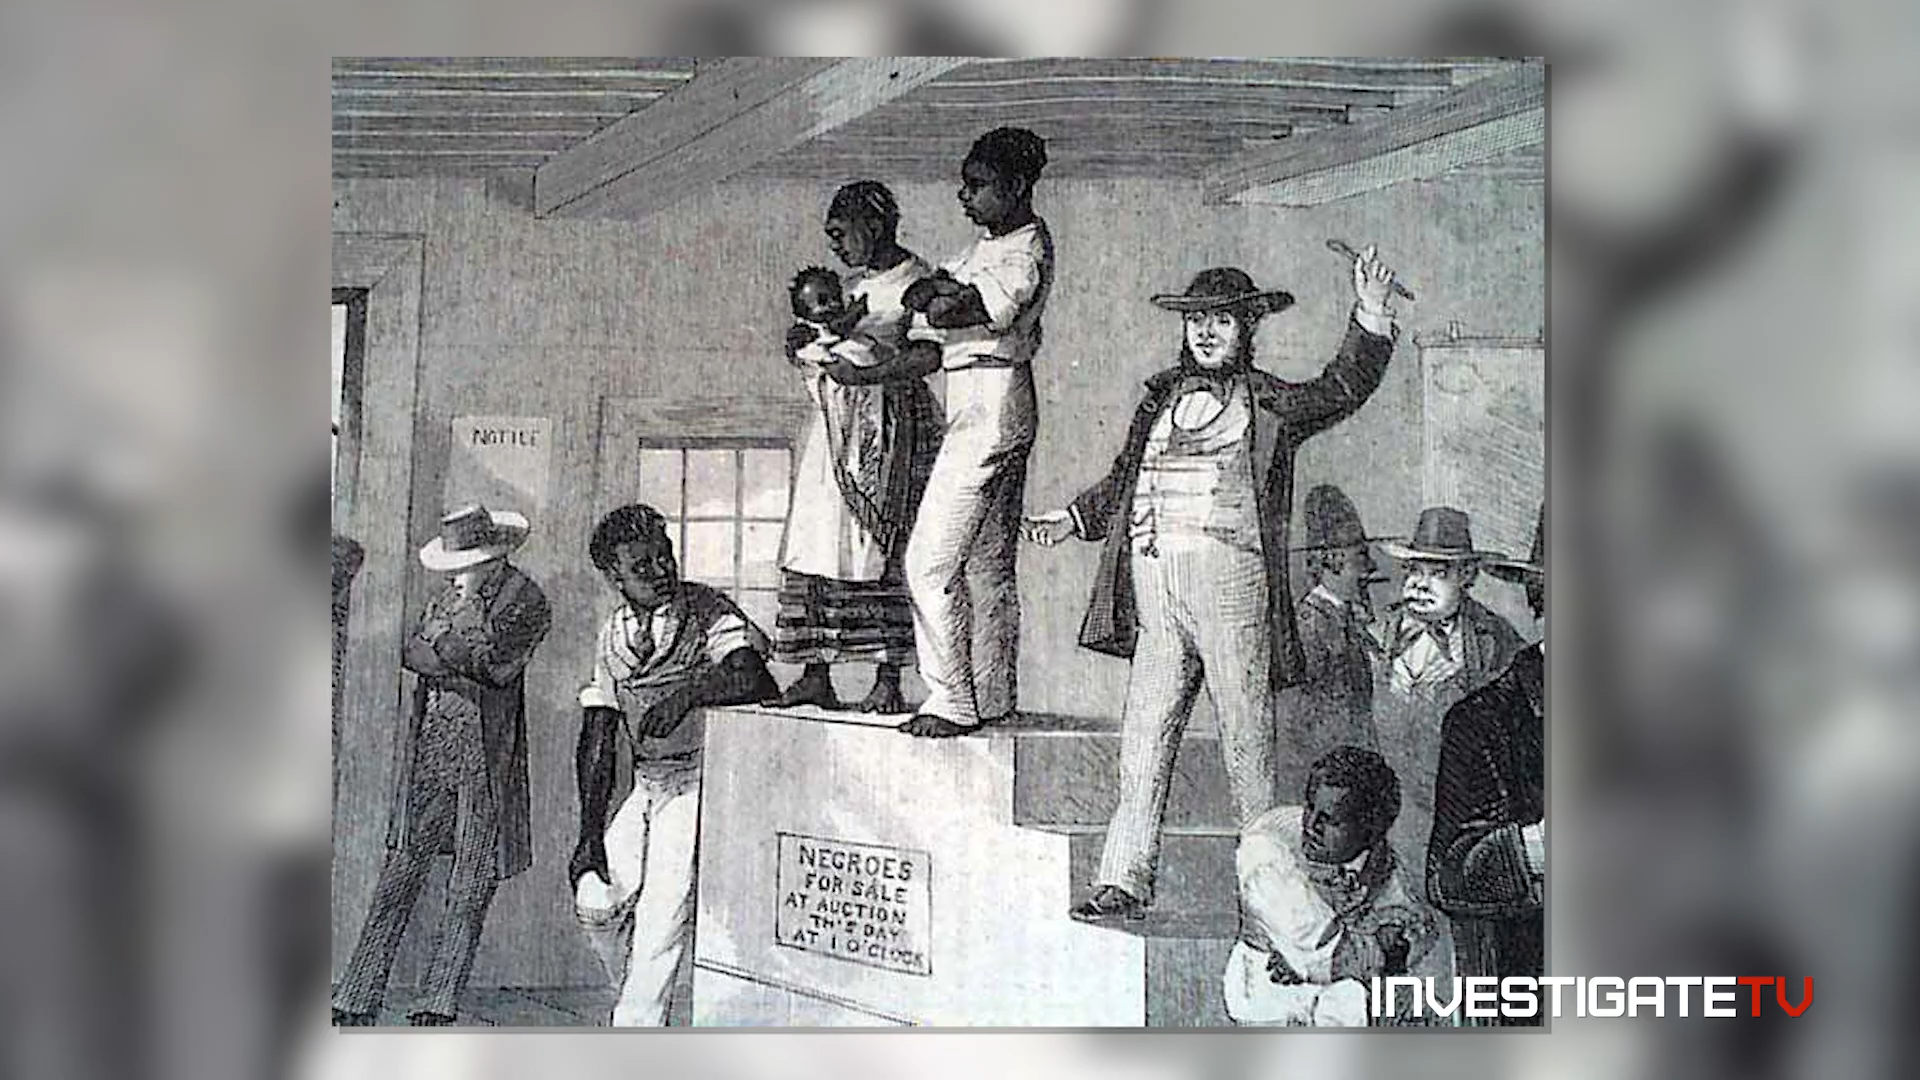 NOTICE
NEGROES
FOR SALE
AT AUCTION
THIS DAY
AT 1 O'CLOCK
INVESTIGATETV